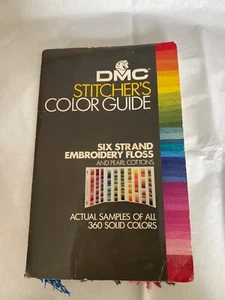 DMC
STITCHER'S
COLOR GUIDE
SIX STRAND
EMBROIDERY FLOSS
AND PEARL COTTONS
ACTUAL SAMPLES OF ALL
360 SOLID COLORS